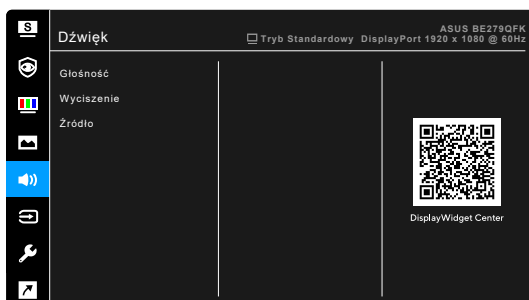 S
Dźwięk
ASUS BE279QFK
Tryb Standardowy DisplayPort 1920 x 1080 @ 60Hz
Głośność
Wyciszenie
Źródło
DisplayWidget Center